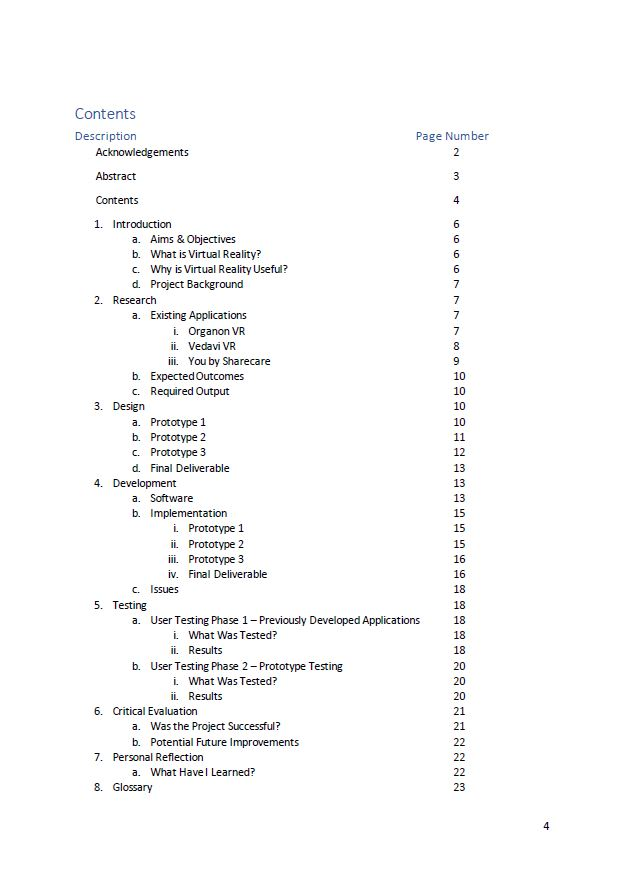 Contents
Description Page Number
Acknowledgements 2
Abstract 3
Contents 4
1. Introduction 6
a. Aims & Objectives 6
b. What is Virtual Reality? 6
c. Why is Virtual Reality Useful? 6
d. Project Background 7
2. Research 7
a. Existing Applications 7
i. Organon VR 7
ii. Vedavi VR 8
iii. You by Sharecare 9
b. Expected Outcomes 10
c. Required Output 10
3. Design 10
a. Prototype 1 10
b. Prototype 2 11
c. Prototype 3 12
d. Final Deliverable 13
4. Development 13
a. Software 13
b. Implementation 15
i. Prototype 1 15
ii. Prototype 2 15
iii. Prototype 3 16
iv. Final Deliverable 16
c. Issues 18
5. Testing 18
a. User Testing Phase 1 – Previously Developed Applications 18
i. What Was Tested? 18
ii. Results 18
b. User Testing Phase 2 – Prototype Testing 20
i. What Was Tested? 20
ii. Results 20
6. Critical Evaluation 21
a. Was the Project Successful? 21
b. Potential Future Improvements 22
7. Personal Reflection 22
a. What Have I Learned? 22
8. Glossary 23
4